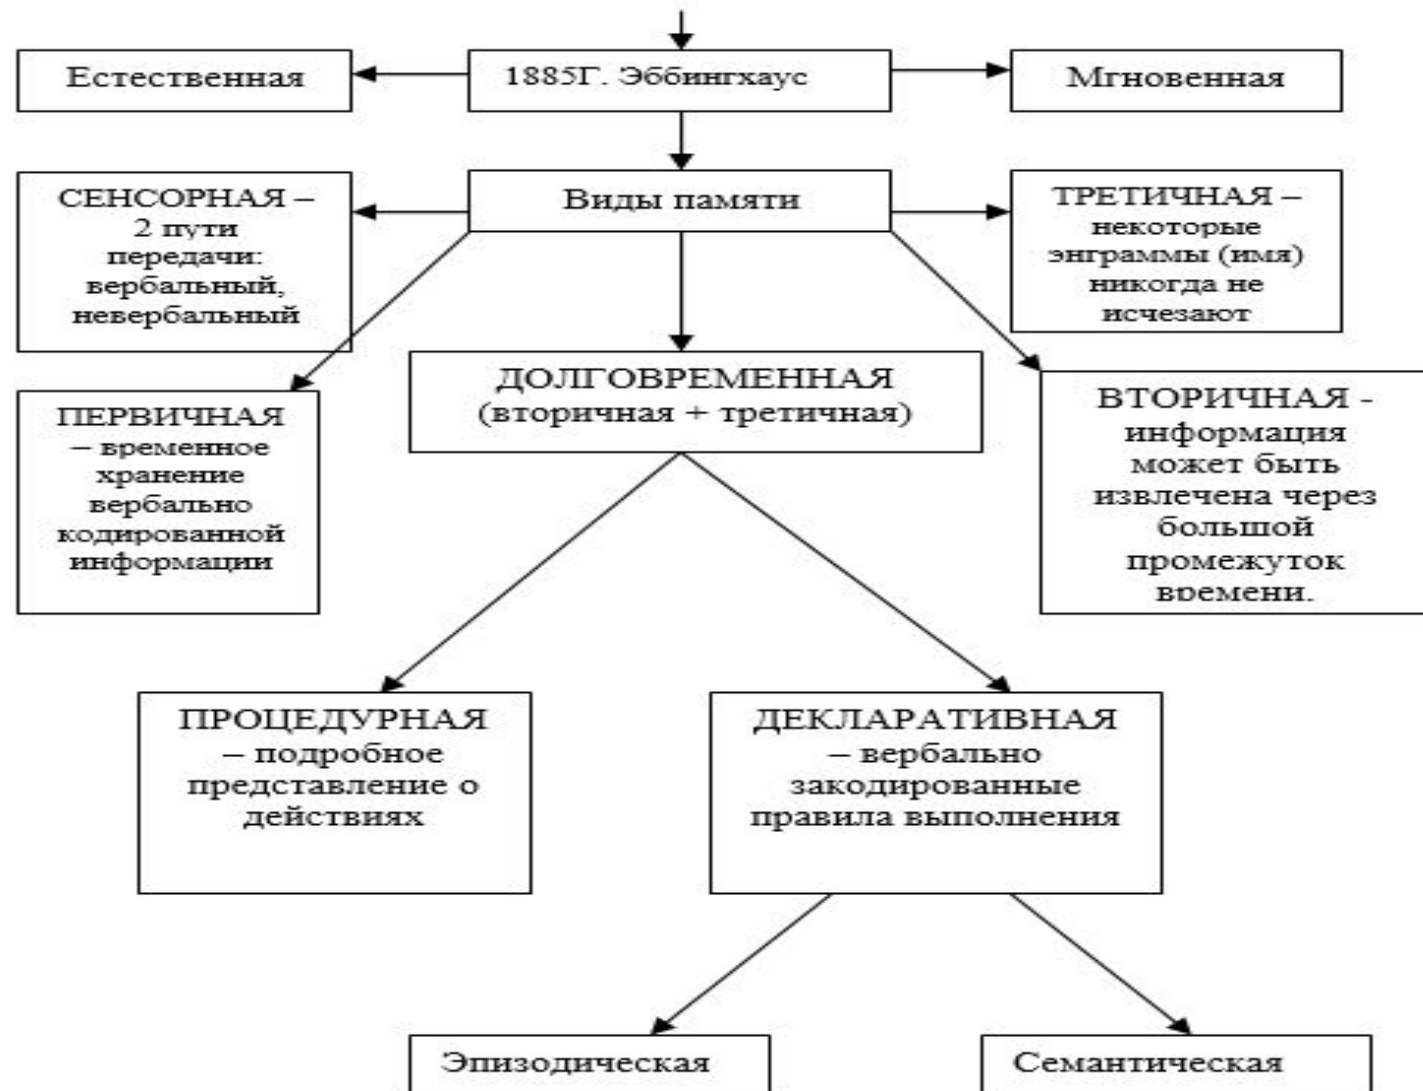 Естественная
1885Г. Эббингхаус
Мгновенная
СЕНСОРНАЯ –
2 пути
передачи:
вербальный,
невербальный
Виды памяти
ТРЕТИЧНАЯ –
некоторые
энграммы (имя)
никогда не
исчезают
ПЕРВИЧНАЯ
– временное
хранение
вербально
кодированной
информации
ДОЛГОВРЕМЕННАЯ
(вторичная + третичная)
ВТОРИЧНАЯ -
информация
может быть
извлечена через
большой
промежуток
времени.
ПРОЦЕДУРНАЯ
– подробное
представление о
действиях
ДЕКЛАРАТИВНАЯ
– вербально
закодированные
правила выполнения
Эпизодическая
Семантическая